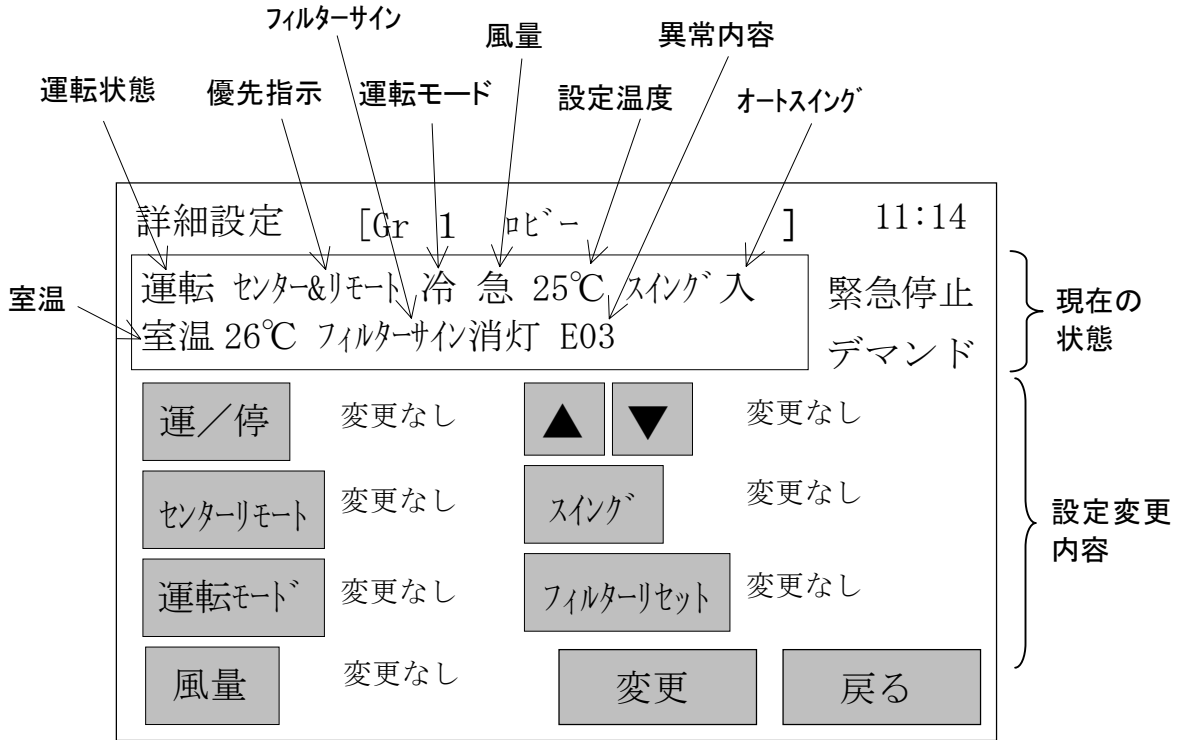 フィルターサイン
風量
異常内容
運転状態
優先指示
運転モード
設定温度
オートスイング
詳細設定 [Gr 1 ロビー ] 11:14
運転 センター&リモート 冷 急 25℃ スイング 入
緊急停止
室温
室温 26℃ フィルターサイン消灯 E03
デマンド
現在の
状態
運/停 変更なし ▲ ▼ 変更なし
センターリモート 変更なし スイング 変更なし
設定変更
内容
運転モード 変更なし フィルターリセット 変更なし
風量 変更なし 変更 戻る